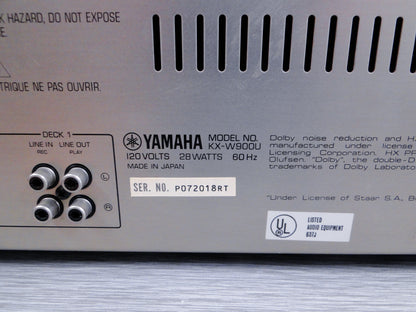 K HAZARD, DO NOT EXPOSE
E.
TRIQUE NE PAS OUVRIR.
DECK 1
LINE IN LINE OUT
REC PLAY
L
R
YAMAHA MODEL NO. KX-W900U
120 VOLTS 28 WATTS 60 Hz
MADE IN JAPAN
SER. NO. P072018RT
Dolby noise reduction and H
manufactured under license
Licensing Corporation. HX PR
Olufsen. "Dolby", the double-D
trademarks of Dolby Laborato
"Under License of Staar S.A., B
UL
LISTED
AUDIO EQUIPMENT